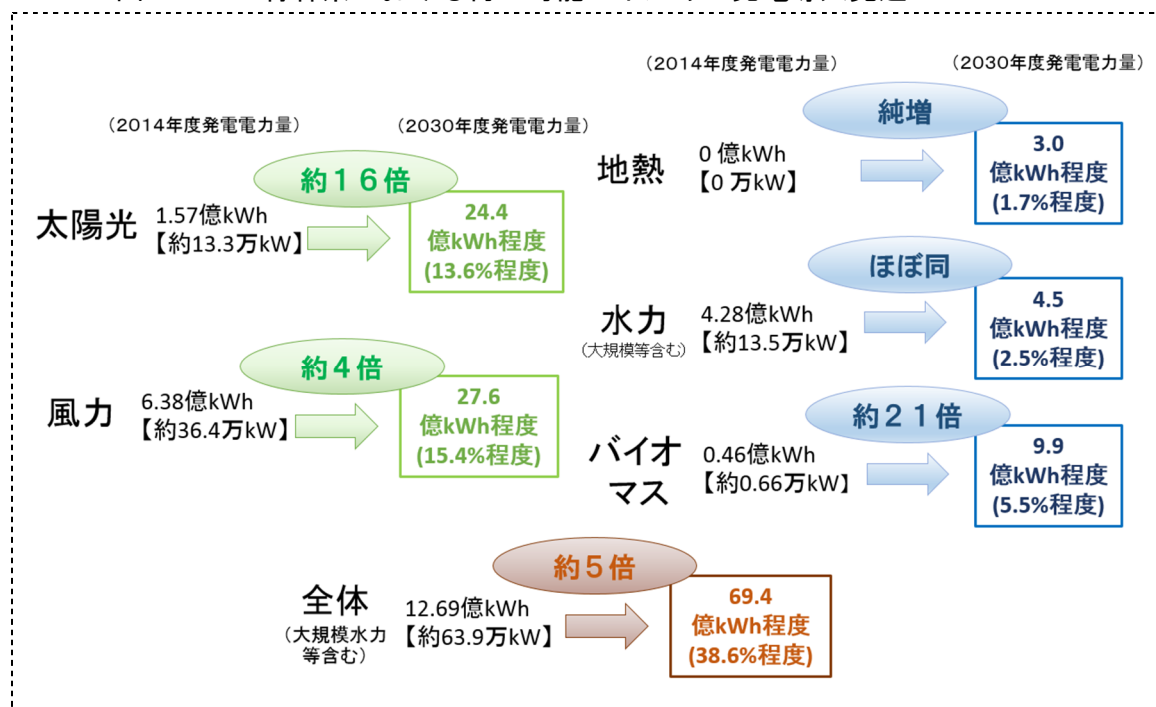 (2014年度発電電力量)
(2030年度発電電力量)
太陽光
1.57億kWh
【約13.3万kW】
約16倍
24.4
億kWh程度
(13.6%程度)
風力
6.38億kWh
【約36.4万kW】
約4倍
27.6
億kWh程度
(15.4%程度)
(2014年度発電電力量)
(2030年度発電電力量)
地熱
0 億kWh
【0 万kW】
純増
3.0
億kWh程度
(1.7%程度)
水力
(大規模等含む)
4.28億kWh
【約13.5万kW】
ほぼ同
4.5
億kWh程度
(2.5%程度)
バイオ
マス
0.46億kWh
【約0.66万kW】
約21倍
9.9
億kWh程度
(5.5%程度)
全体
(大規模水力
等含む)
12.69億kWh
【約63.9万kW】
約5倍
69.4
億kWh程度
(38.6%程度)